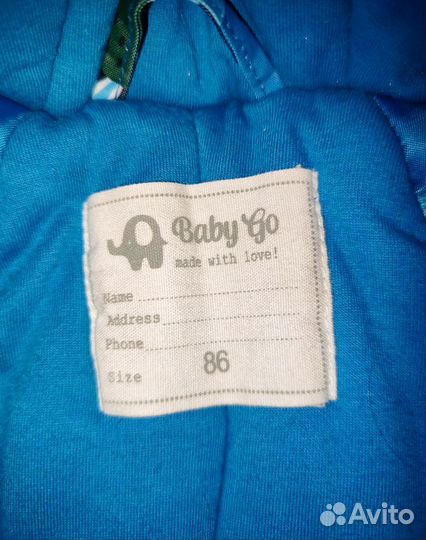 Baby Go
made with love!
Name
Address
Phone
Size 86
Avito